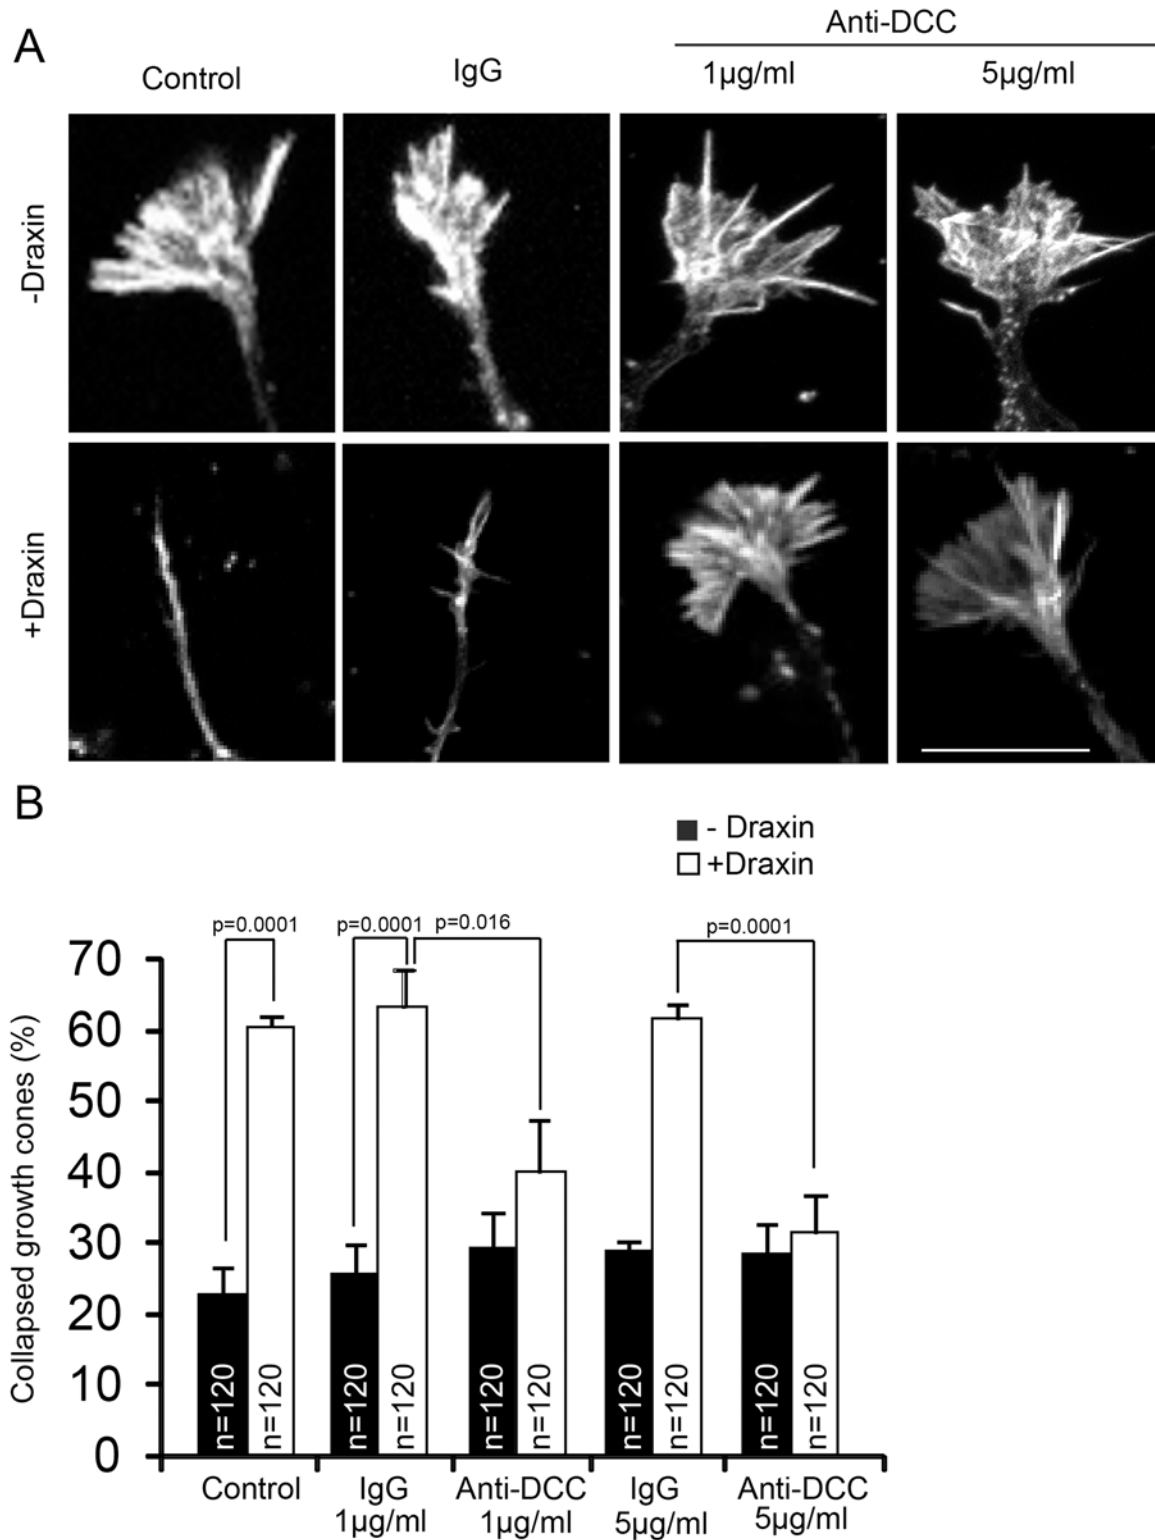 A
Anti-DCC
Control
IgG
1µg/ml
5µg/ml
-Draxin
+Draxin
B
- Draxin
+Draxin
p=0.0001
p=0.0001
p=0.016
p=0.0001
Collapsed growth cones (%)
70
60
50
40
30
20
10
0
n=120
n=120
n=120
n=120
n=120
n=120
n=120
n=120
n=120
n=120
Control
IgG
1µg/ml
Anti-DCC
1µg/ml
IgG
5µg/ml
Anti-DCC
5µg/ml